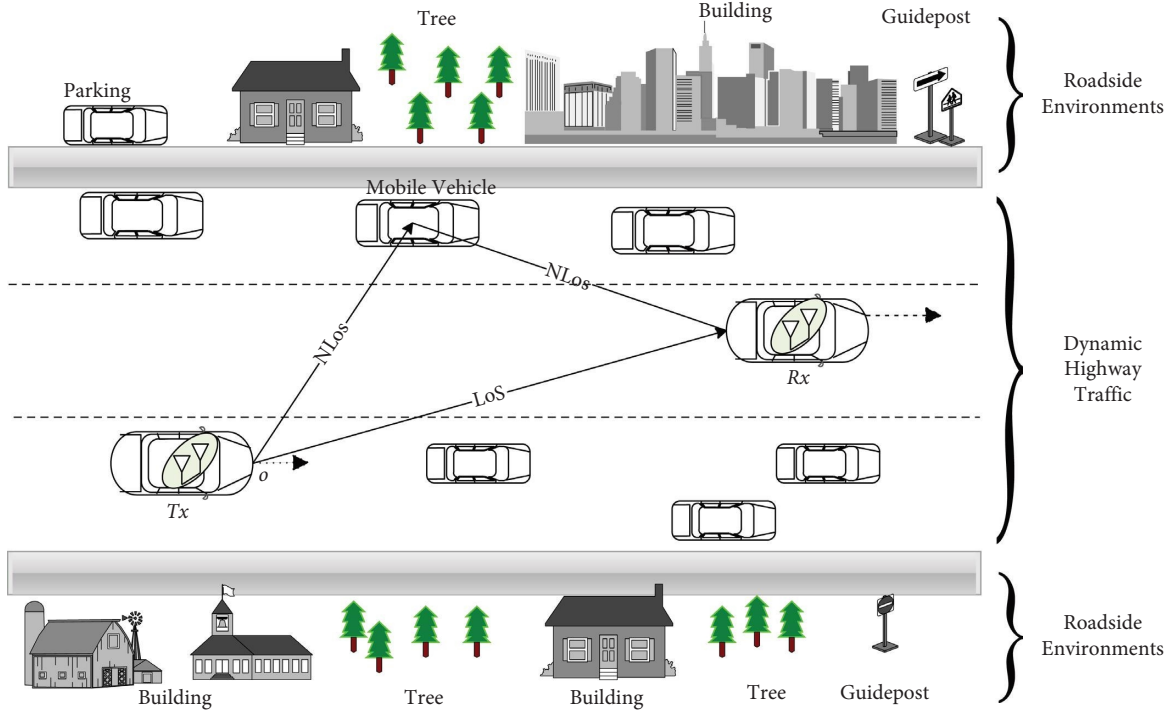 Tree
Building
Guidepost
Parking
Roadside
Environments
Mobile Vehicle
NLos
NLos
LoS
Rx
Tx
o
Dynamic
Highway
Traffic
Building
Tree
Building
Tree
Guidepost
Roadside
Environments